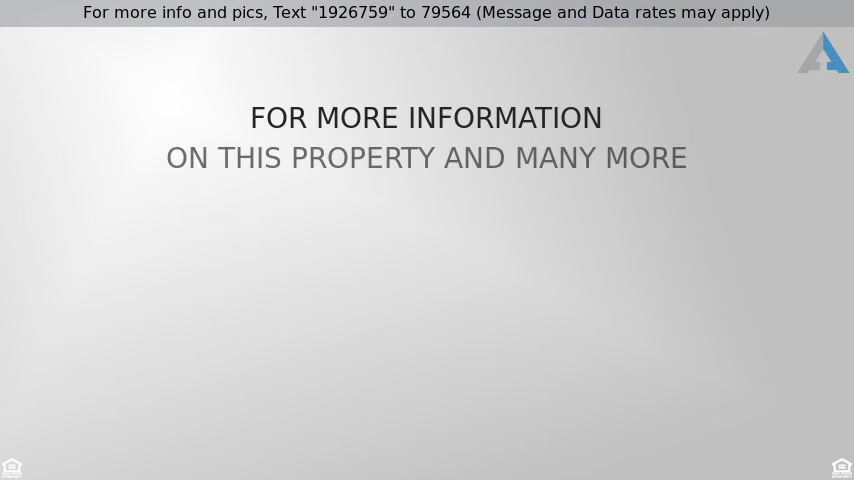 For more info and pics, Text "1926759" to 79564 (Message and Data rates may apply)
FOR MORE INFORMATION
ON THIS PROPERTY AND MANY MORE